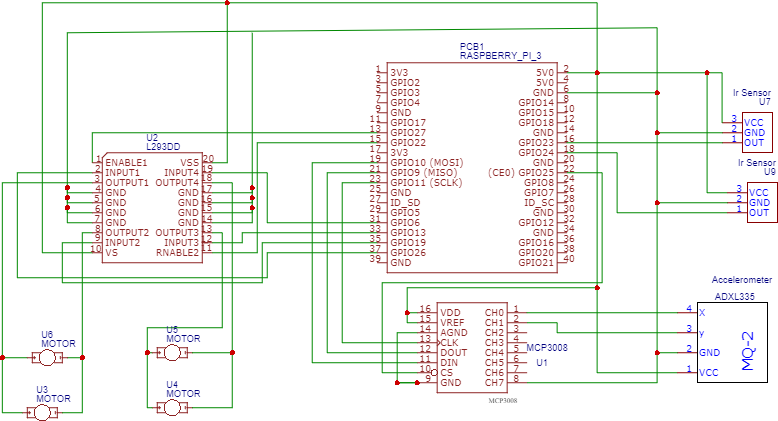 PCB1
RASPBERRY_PI_3
1 3V3 5V0 2
3 GPIO2 5V0 4
5 GPIO3 GND 6
7 GPIO4 GPIO14 8
9 GND GPIO15 10
11 GPIO17 GPIO18 12
13 GPIO27 GND 14
15 GPIO22 GPIO23 16
17 3V3 GPIO24 18
19 GPIO10 (MOSI) GND 20
21 GPIO9 (MISO) (CE0) GPIO25 22
23 GPIO11 (SCLK) GPIO8 24
25 GND GPIO7 26
27 ID_SD ID_SC 28
29 GPIO5 GND 30
31 GPIO6 GPIO12 32
33 GPIO13 GND 34
35 GPIO19 GPIO16 36
37 GPIO26 GPIO20 38
39 GND GPIO21 40
Ir Sensor
U7
3 VCC
2 GND
1 OUT
Ir Sensor
U9
3 VCC
2 GND
1 OUT
U2
L293DD
1 ENABLE1 VSS 20
2 INPUT1 INPUT4 19
3 OUTPUT1 OUTPUT4 18
4 GND GND 17
5 GND GND 16
6 GND GND 15
7 GND GND 14
8 OUTPUT2 OUTPUT3 13
9 INPUT2 INPUT3 12
10 VS RNABLE2 11
U6
MOTOR
U5
MOTOR
U3
MOTOR
U4
MOTOR
16 VDD CH0 1
15 VREF CH1 2
14 AGND CH2 3
13 CLK CH3 4
12 DOUT CH4 5
11 DIN CH5 6
10 CS CH6 7
9 GND CH7 8
MCP3008
U1
MCP3008
Accelerometer
ADXL335
4 X
3 y
2 GND
1 VCC
MQ-2